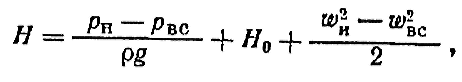 H = (p_н − p_вс)/(ρg) + H_0 + (w_н^2 − w_вс^2)/2 ,